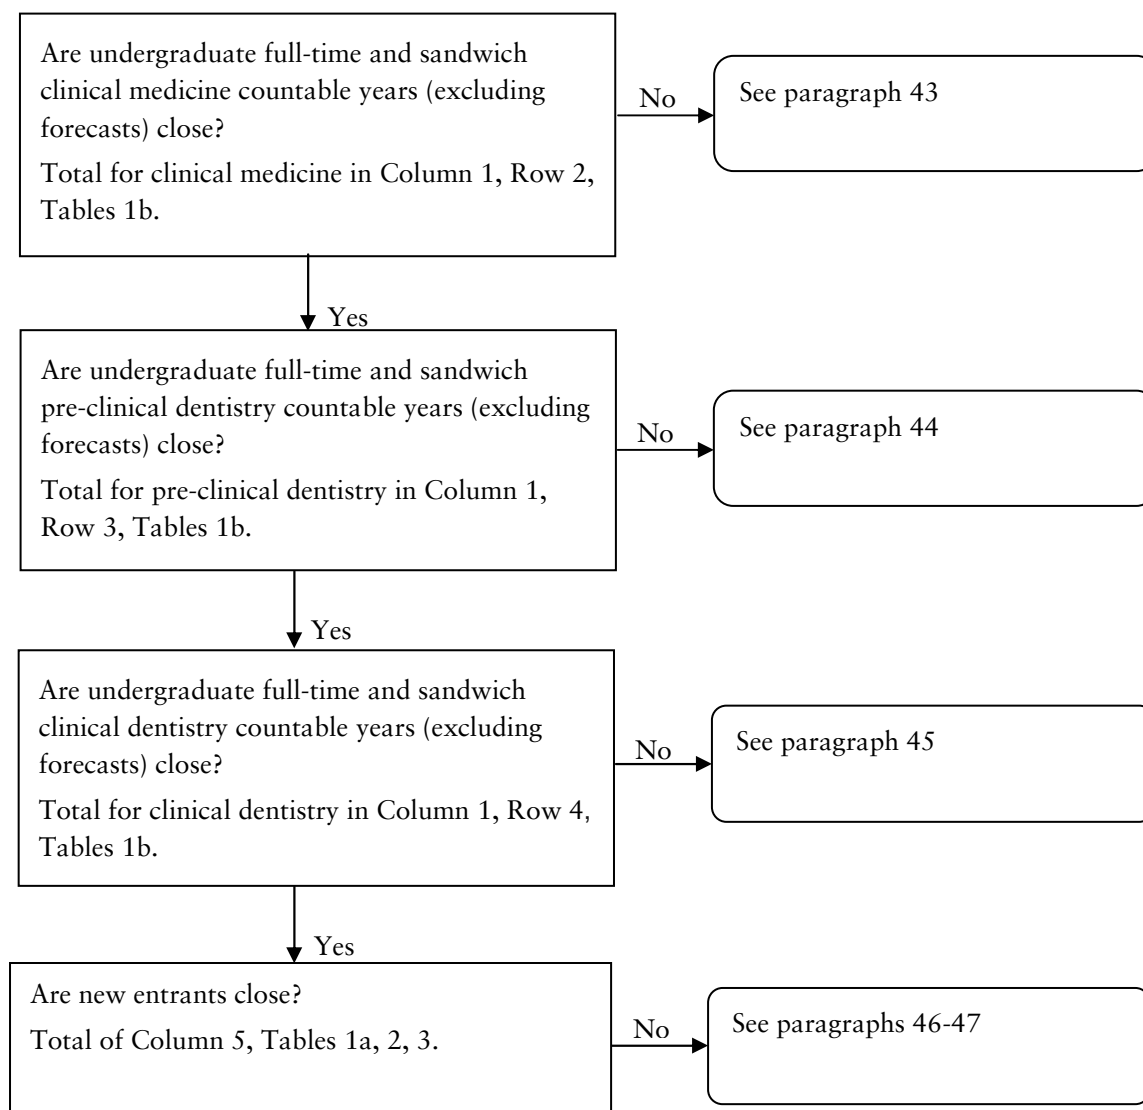 Are undergraduate full-time and sandwich
clinical medicine countable years (excluding
forecasts) close?
Total for clinical medicine in Column 1, Row 2,
Tables 1b.
No
See paragraph 43
Yes
Are undergraduate full-time and sandwich
pre-clinical dentistry countable years (excluding
forecasts) close?
Total for pre-clinical dentistry in Column 1,
Row 3, Tables 1b.
No
See paragraph 44
Yes
Are undergraduate full-time and sandwich
clinical dentistry countable years (excluding
forecasts) close?
Total for clinical dentistry in Column 1, Row 4,
Tables 1b.
No
See paragraph 45
Yes
Are new entrants close?
Total of Column 5, Tables 1a, 2, 3.
No
See paragraphs 46-47